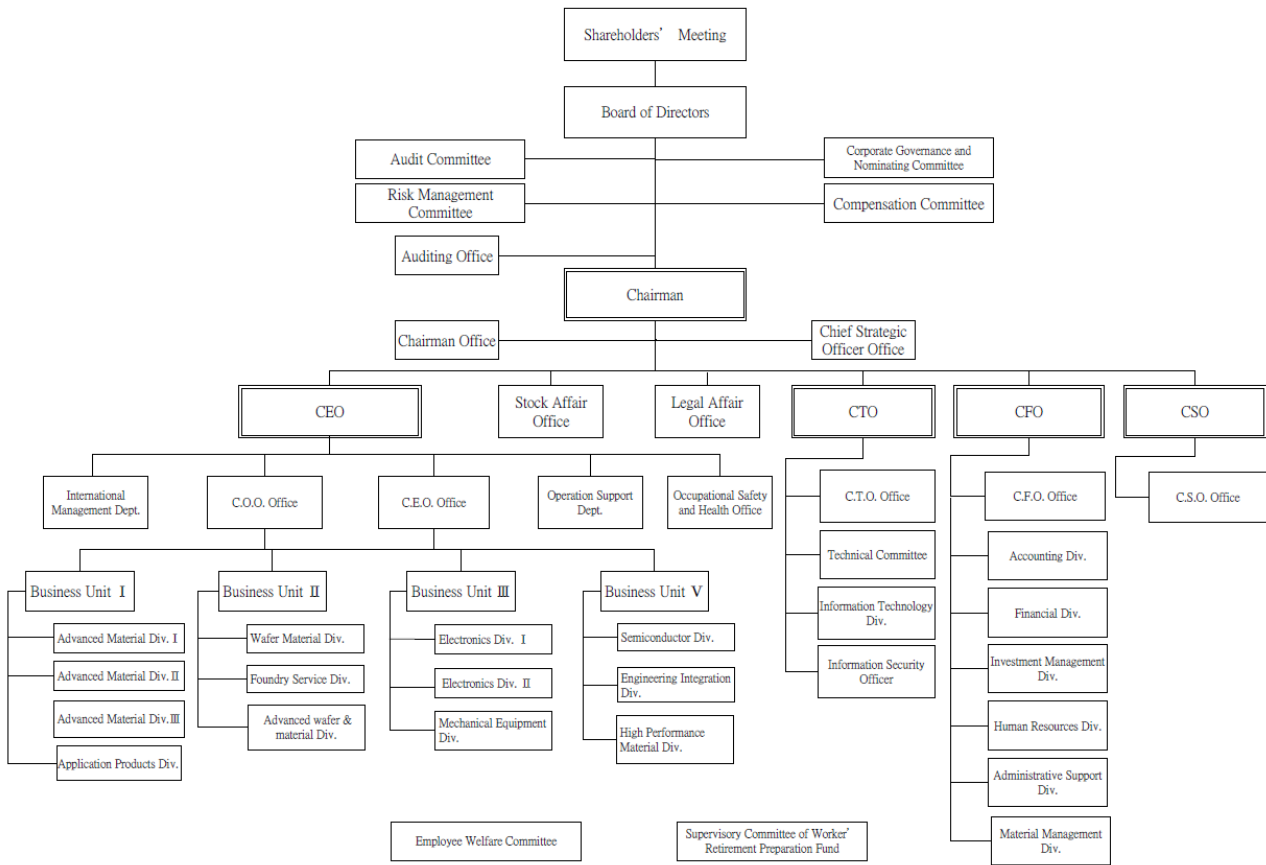 Shareholders’ Meeting
Board of Directors
Audit Committee
Corporate Governance and
Nominating Committee
Risk Management
Committee
Compensation Committee
Auditing Office
Chairman
Chairman Office
Chief Strategic
Officer Office
CEO
Stock Affair
Office
Legal Affair
Office
CTO
CFO
CSO
International
Management Dept.
C.O.O. Office
C.E.O. Office
Operation Support
Dept.
Occupational Safety
and Health Office
C.T.O. Office
C.F.O. Office
C.S.O. Office
Technical Committee
Accounting Div.
Business Unit Ⅰ
Business Unit Ⅱ
Business Unit Ⅲ
Business Unit Ⅴ
Information Technology
Div.
Financial Div.
Advanced Material Div. Ⅰ
Wafer Material Div.
Electronics Div. Ⅰ
Semiconductor Div.
Information Security
Officer
Investment Management
Div.
Advanced Material Div.Ⅱ
Foundry Service Div.
Electronics Div. Ⅱ
Engineering Integration
Div.
Advanced Material Div.Ⅲ
Advanced wafer &
material Div.
Mechanical Equipment
Div.
High Performance
Material Div.
Human Resources Div.
Application Products Div.
Administrative Support
Div.
Employee Welfare Committee
Supervisory Committee of Worker’
Retirement Preparation Fund
Material Management
Div.